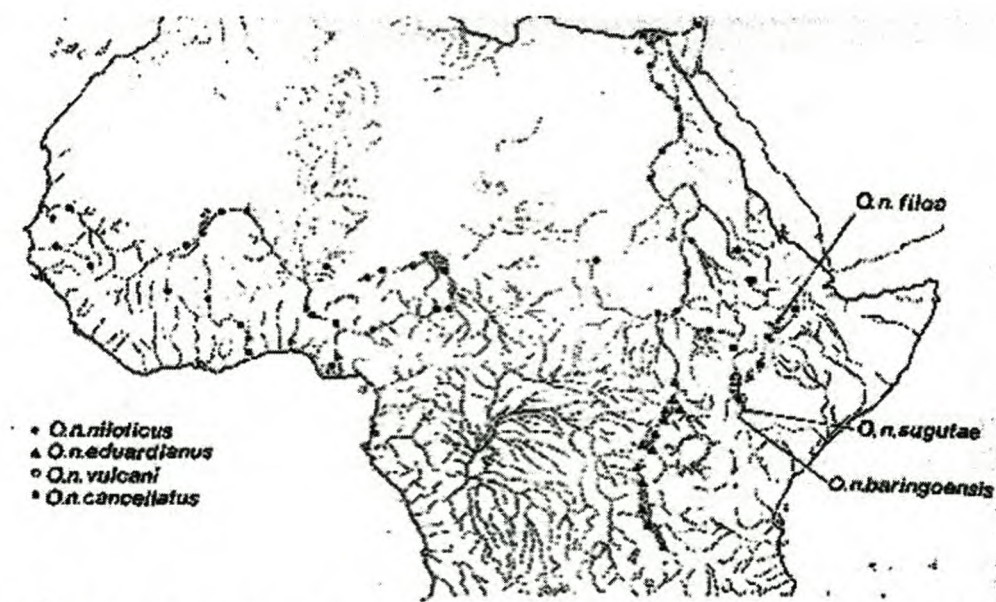 O.n. filoa
• O.n.niloticus
▲ O.n.eduardianus
○ O.n.vulcani
■ O.n.cancellatus
O.n.sugutae
O.n.baringoensis